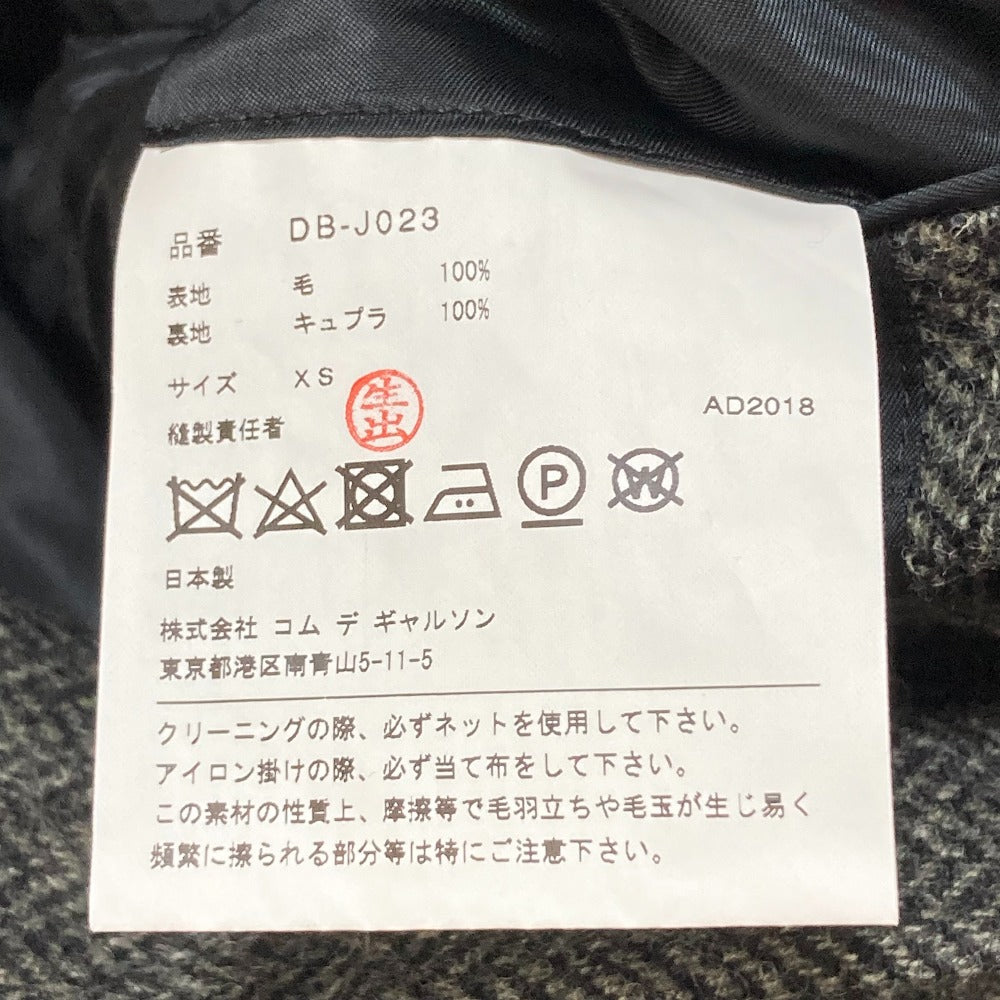 品番 DB-J023
表地 毛 100%
裏地 キュプラ 100%
サイズ XS
生出
AD2018
縫製責任者
P W
日本製
株式会社 コム デ ギャルソン
東京都港区南青山5-11-5
クリーニングの際、必ずネットを使用して下さい。
アイロン掛けの際、必ず当て布をして下さい。
この素材の性質上、摩擦等で毛羽立ちや毛玉が生じ易く
頻繁に擦られる部分等は特にご注意下さい。